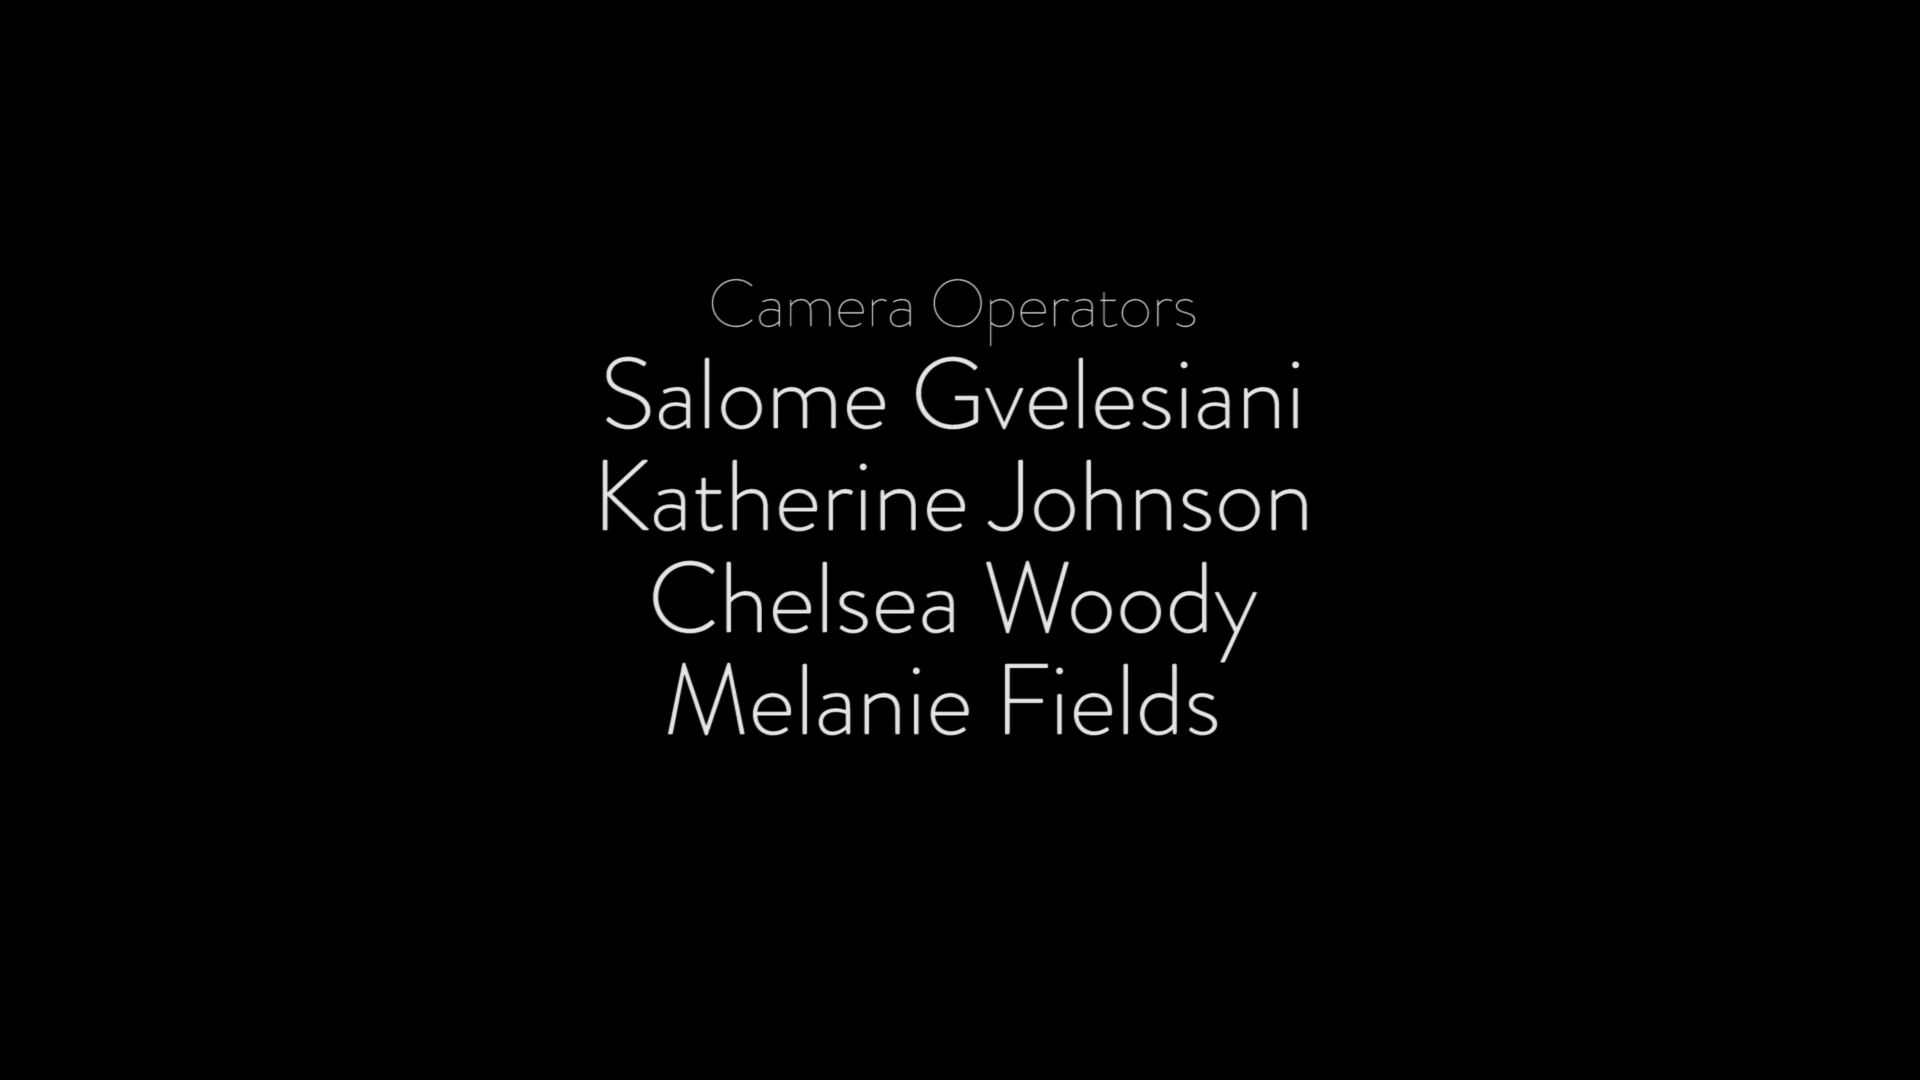 Camera Operators
Salome Gvelesiani
Katherine Johnson
Chelsea Woody
Melanie Fields